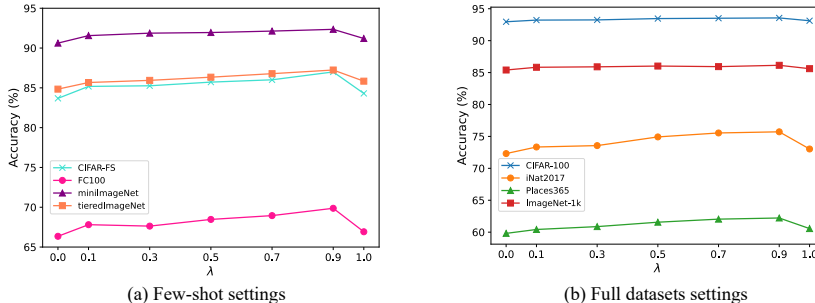 95
90
85
80
75
70
65
Accuracy (%)
CIFAR-FS
FC100
miniImageNet
tieredImageNet
0.0 0.1 0.3 0.5 0.7 0.9 1.0
λ
(a) Few-shot settings
95
90
85
80
75
70
65
60
Accuracy (%)
CIFAR-100
iNat2017
Places365
ImageNet-1k
0.0 0.1 0.3 0.5 0.7 0.9 1.0
λ
(b) Full datasets settings